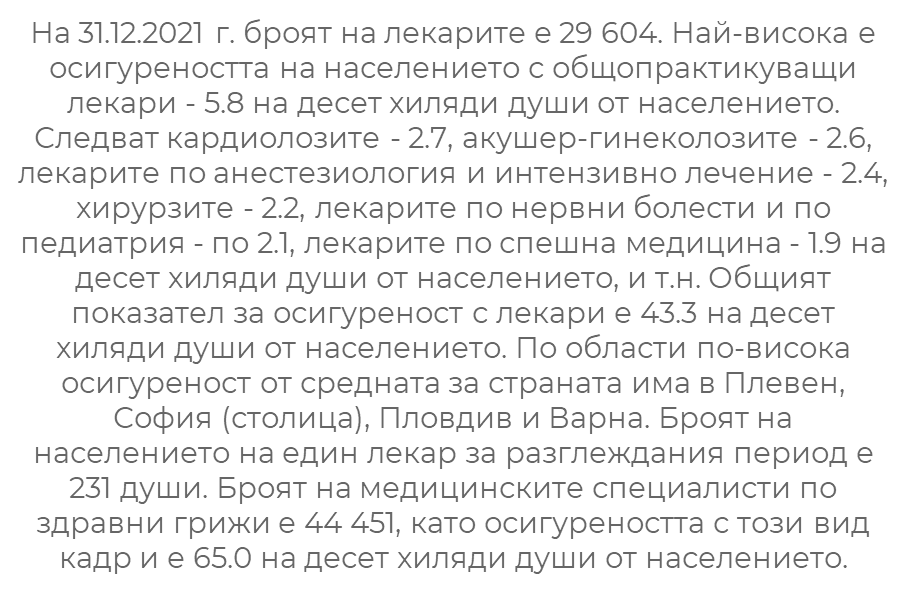 На 31.12.2021 г. броят на лекарите е 29 604. Най-висока е
осигуреността на населението с общопрактикуващи
лекари - 5.8 на десет хиляди души от населението.
Следват кардиолозите - 2.7, акушер-гинеколозите - 2.6,
лекарите по анестезиология и интензивно лечение - 2.4,
хирурзите - 2.2, лекарите по нервни болести и по
педиатрия - по 2.1, лекарите по спешна медицина - 1.9 на
десет хиляди души от населението, и т.н. Общият
показател за осигуреност с лекари е 43.3 на десет
хиляди души от населението. По области по-висока
осигуреност от средната за страната има в Плевен,
София (столица), Пловдив и Варна. Броят на
населението на един лекар за разглеждания период е
231 души. Броят на медицинските специалисти по
здравни грижи е 44 451, като осигуреността с този вид
кадр и е 65.0 на десет хиляди души от населението.